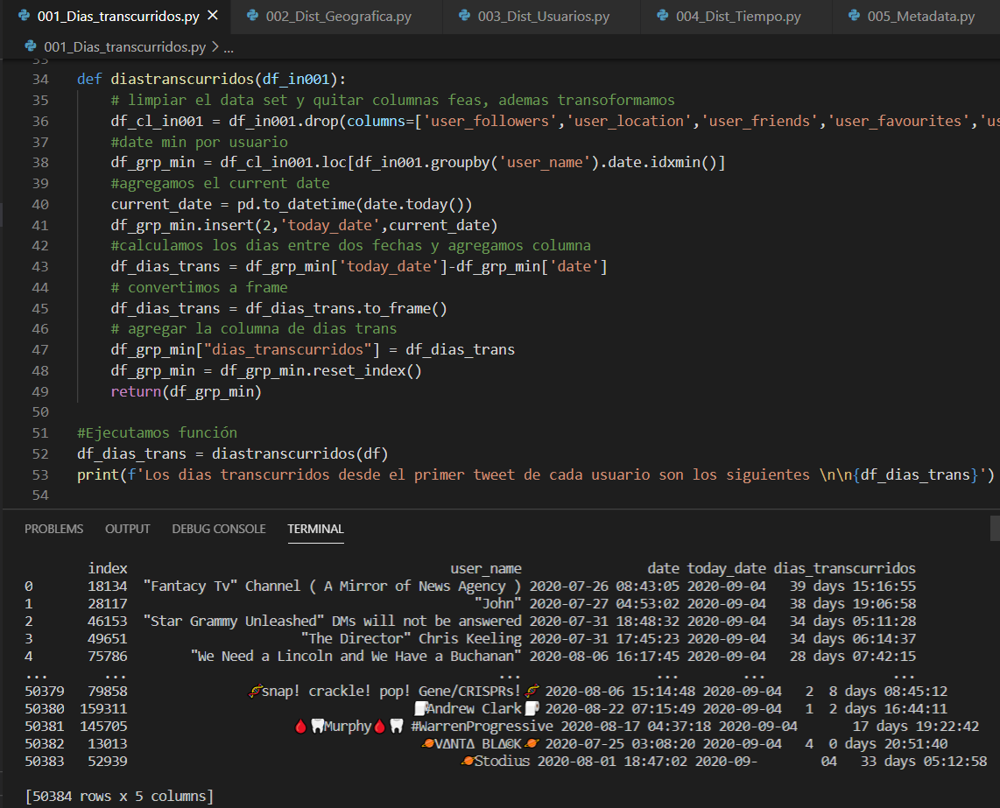 001_Dias_transcurridos.py 002_Dist_Geografica.py 003_Dist_Usuarios.py 004_Dist_Tiempo.py 005_Metadata.py
001_Dias_transcurridos.py > ...
33
34 def diastranscurridos(df_in001):
35 # limpiar el data set y quitar columnas feas, ademas transoformamos
36 df_cl_in001 = df_in001.drop(columns=['user_followers','user_location','user_friends','user_favourites','us
37 #date min por usuario
38 df_grp_min = df_cl_in001.loc[df_in001.groupby('user_name').date.idxmin()]
39 #agregamos el current date
40 current_date = pd.to_datetime(date.today())
41 df_grp_min.insert(2,'today_date',current_date)
42 #calculamos los dias entre dos fechas y agregamos columna
43 df_dias_trans = df_grp_min['today_date']-df_grp_min['date']
44 # convertimos a frame
45 df_dias_trans = df_dias_trans.to_frame()
46 # agregar la columna de dias trans
47 df_grp_min["dias_transcurridos"] = df_dias_trans
48 df_grp_min = df_grp_min.reset_index()
49 return(df_grp_min)
50
51 #Ejecutamos función
52 df_dias_trans = diastranscurridos(df)
53 print(f'Los dias transcurridos desde el primer tweet de cada usuario son los siguientes \n\n{df_dias_trans}')
54
PROBLEMS OUTPUT DEBUG CONSOLE TERMINAL
index user_name date today_date dias_transcurridos
0 18134 "Fantacy Tv" Channel ( A Mirror of News Agency ) 2020-07-26 08:43:05 2020-09-04 39 days 15:16:55
1 28117 "John" 2020-07-27 04:53:02 2020-09-04 38 days 19:06:58
2 46153 "Star Grammy Unleashed" DMs will not be answered 2020-07-31 18:48:32 2020-09-04 34 days 05:11:28
3 49651 "The Director" Chris Keeling 2020-07-31 17:45:23 2020-09-04 34 days 06:14:37
4 75786 "We Need a Lincoln and We Have a Buchanan" 2020-08-06 16:17:45 2020-09-04 28 days 07:42:15
... ... ... ... ... ...
50379 79858 🧬snap! crackle! pop! Gene/CRISPRs!🧬 2020-08-06 15:14:48 2020-09-04 2 8 days 08:45:12
50380 159311 🧻Andrew Clark🧻 2020-08-22 07:15:49 2020-09-04 1 2 days 16:44:11
50381 145705 🩸🦷Murphy🩸🦷 #WarrenProgressive 2020-08-17 04:37:18 2020-09-04 17 days 19:22:42
50382 13013 🪐VΔNTΔ BLΔ©K🪐 2020-07-25 03:08:20 2020-09-04 4 0 days 20:51:40
50383 52939 🪐Stodius 2020-08-01 18:47:02 2020-09- 04 33 days 05:12:58
[50384 rows x 5 columns]